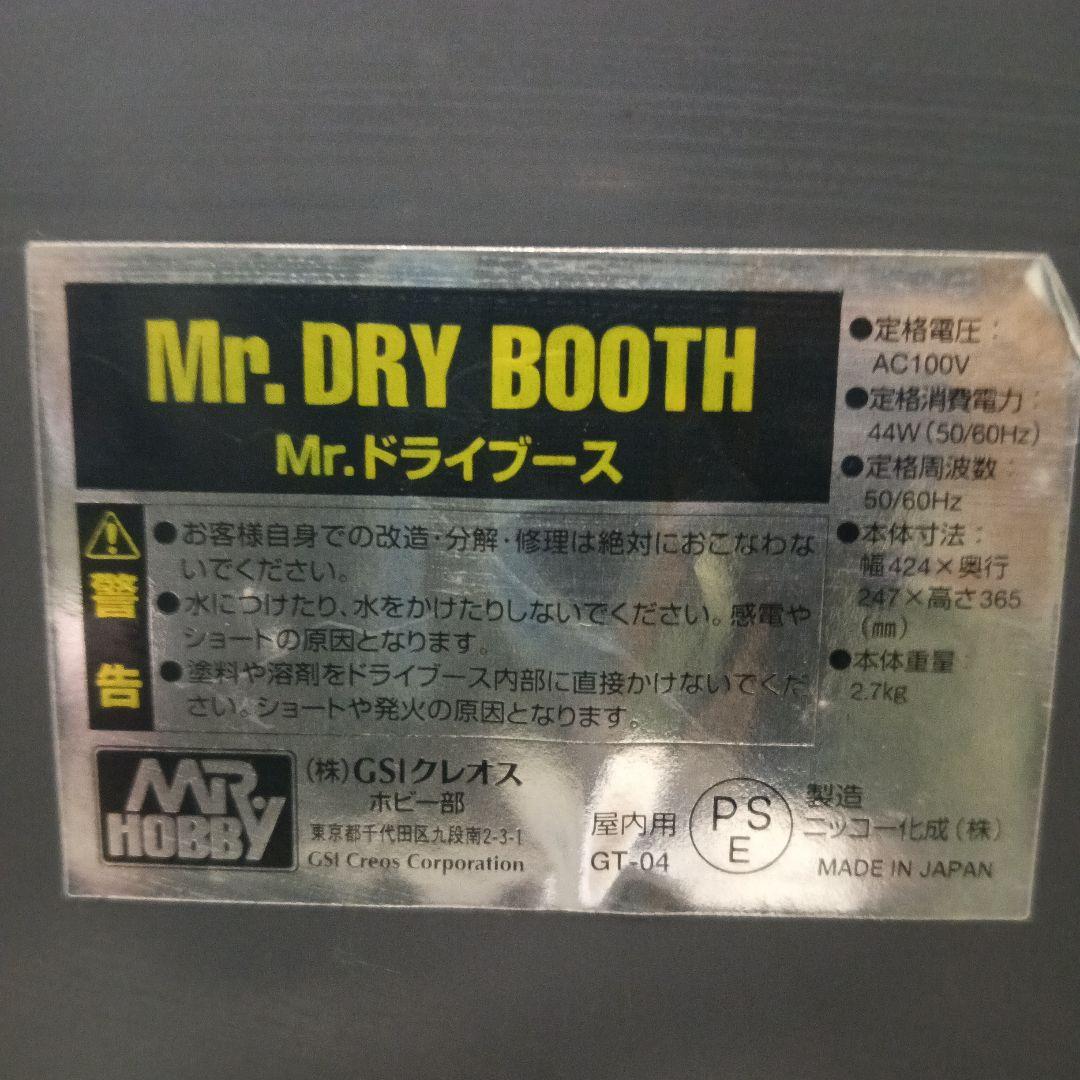 Mr. DRY BOOTH
Mr.ドライブース
警告
●お客様自身での改造・分解・修理は絶対におこなわな
いでください。
●水につけたり、水をかけたりしないでください。感電や
ショートの原因となります。
●塗料や溶剤をドライブース内部に直接かけないでくだ
さい。ショートや発火の原因となります。
●定格電圧:
AC100V
●定格消費電力:
44W(50/60Hz)
●定格周波数:
50/60Hz
●本体寸法:
幅424×奥行
247×高さ365
(㎜)
●本体重量:
2.7kg
MR.
HOBBY
(株)GSIクレオス
ホビー部
東京都千代田区九段南2-3-1
GSI Creos Corporation
屋内用
GT-04
PS
E
製造
ニッコー化成(株)
MADE IN JAPAN